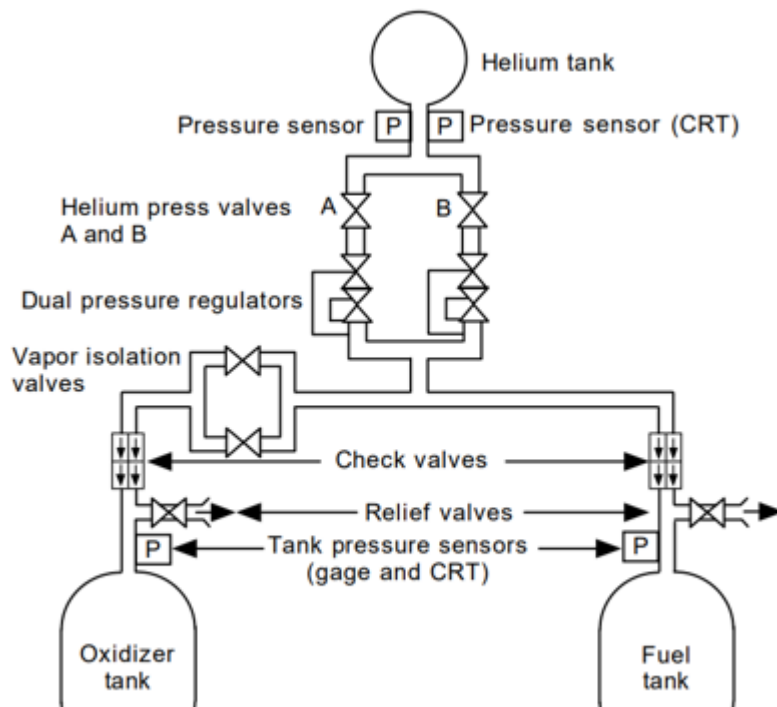 Helium tank
Pressure sensor P P Pressure sensor (CRT)
Helium press valves A B
A and B
Dual pressure regulators
Vapor isolation
valves
Check valves
Relief valves
P Tank pressure sensors P
(gage and CRT)
Oxidizer Fuel
tank tank